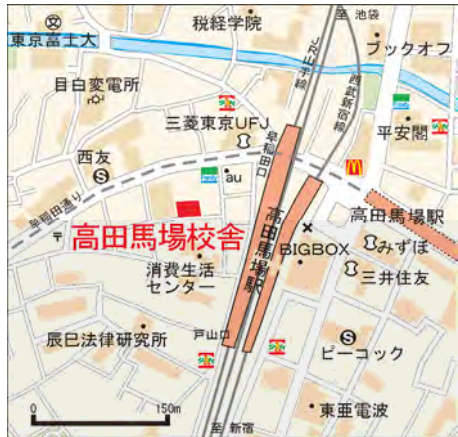 税経学院
至 池袋
東京富士大
JR山手線
西武新宿線
ブックオフ
目白変電所
三菱東京UFJ
早稲田口
平安閣
西友
au
早稲田通り
高田馬場駅
高田馬場校舎
高田馬場駅
BIGBOX
みずほ
消費生活
センター
三井住友
戸山口
辰巳法律研究所
ピーコック
0
150m
東亜電波
至 新宿